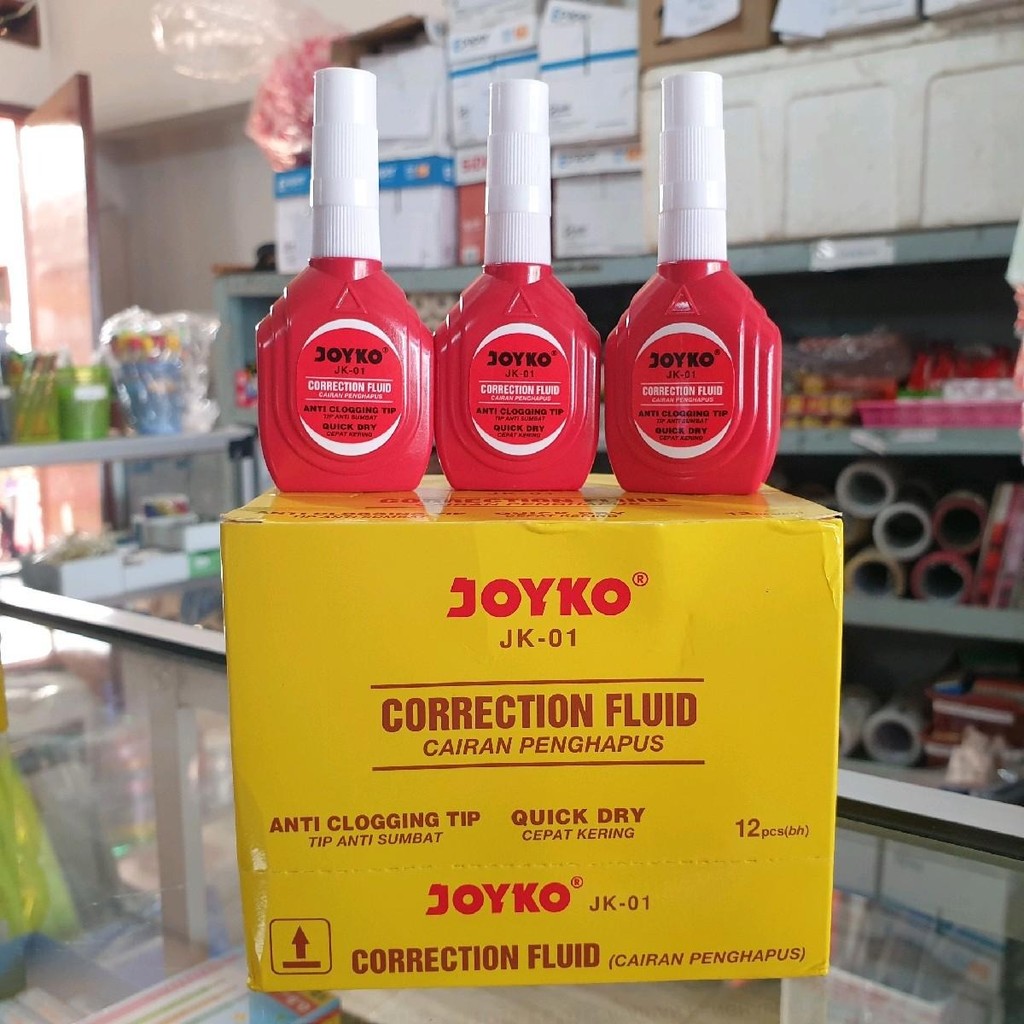 JOYKO®
JK-01
CORRECTION FLUID
CAIRAN PENGHAPUS
ANTI CLOGGING TIP
TIP ANTI SUMBAT
QUICK DRY
CEPAT KERING
JOYKO®
JK-01
CORRECTION FLUID
CAIRAN PENGHAPUS
ANTI CLOGGING TIP
TIP ANTI SUMBAT
QUICK DRY
CEPAT KERING
JOYKO®
JK-01
CORRECTION FLUID
CAIRAN PENGHAPUS
ANTI CLOGGING TIP
TIP ANTI SUMBAT
QUICK DRY
CEPAT KERING
JOYKO®
JK-01
CORRECTION FLUID
CAIRAN PENGHAPUS
ANTI CLOGGING TIP QUICK DRY
TIP ANTI SUMBAT CEPAT KERING
12 pcs(bh)
JOYKO® JK-01
CORRECTION FLUID (CAIRAN PENGHAPUS)